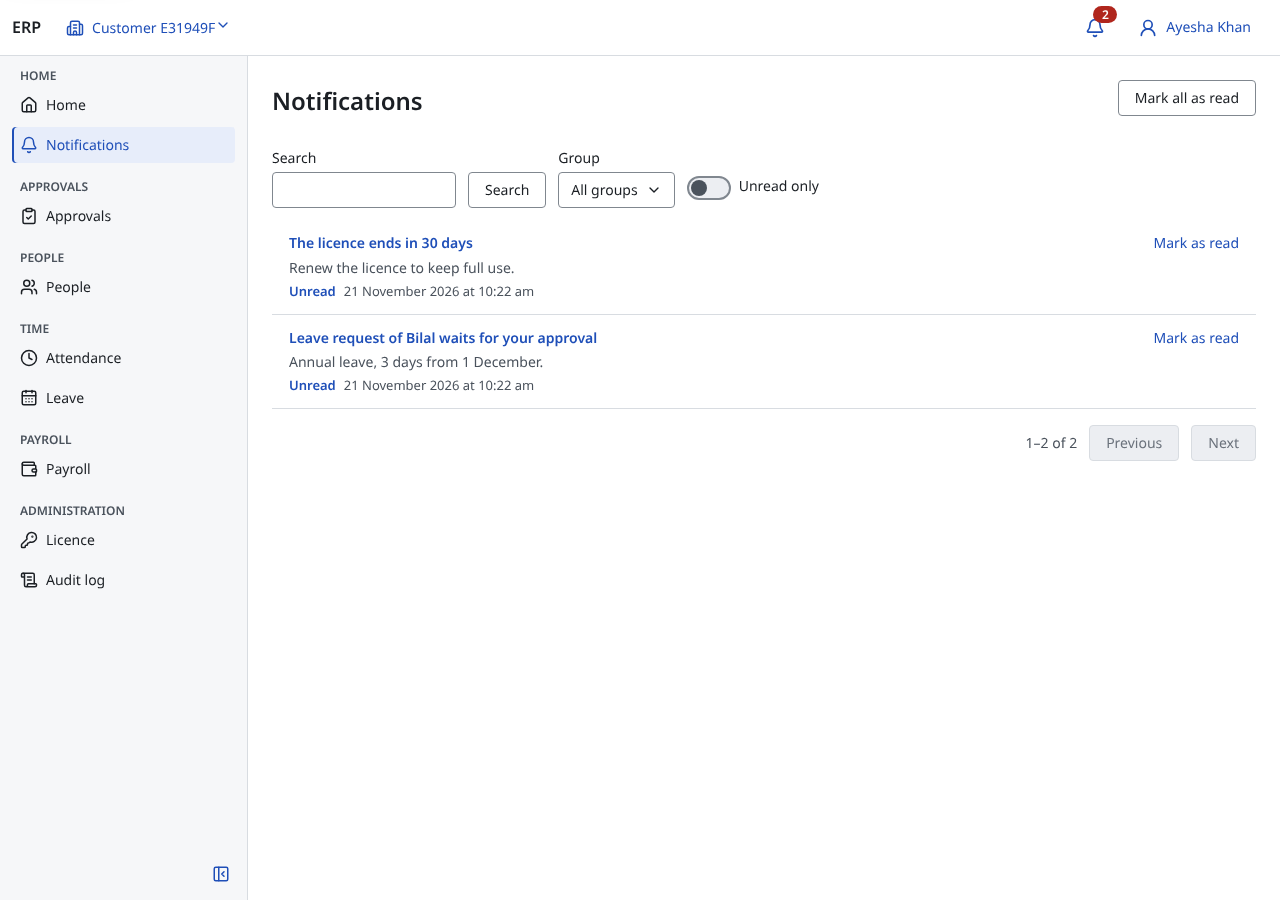 ERP
Customer E31949F
2
Ayesha Khan
HOME
Home
Notifications
APPROVALS
Approvals
PEOPLE
People
TIME
Attendance
Leave
PAYROLL
Payroll
ADMINISTRATION
Licence
Audit log
Notifications
Mark all as read
Search
Group
Search
All groups
Unread only
The licence ends in 30 days
Mark as read
Renew the licence to keep full use.
Unread 21 November 2026 at 10:22 am
Leave request of Bilal waits for your approval
Mark as read
Annual leave, 3 days from 1 December.
Unread 21 November 2026 at 10:22 am
1–2 of 2
Previous
Next